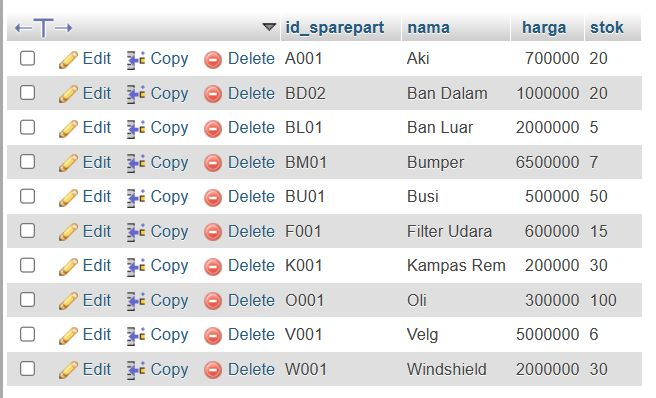 id_sparepart nama harga stok
Edit Copy Delete A001 Aki 700000 20
Edit Copy Delete BD02 Ban Dalam 1000000 20
Edit Copy Delete BL01 Ban Luar 2000000 5
Edit Copy Delete BM01 Bumper 6500000 7
Edit Copy Delete BU01 Busi 500000 50
Edit Copy Delete F001 Filter Udara 600000 15
Edit Copy Delete K001 Kampas Rem 200000 30
Edit Copy Delete O001 Oli 300000 100
Edit Copy Delete V001 Velg 5000000 6
Edit Copy Delete W001 Windshield 2000000 30